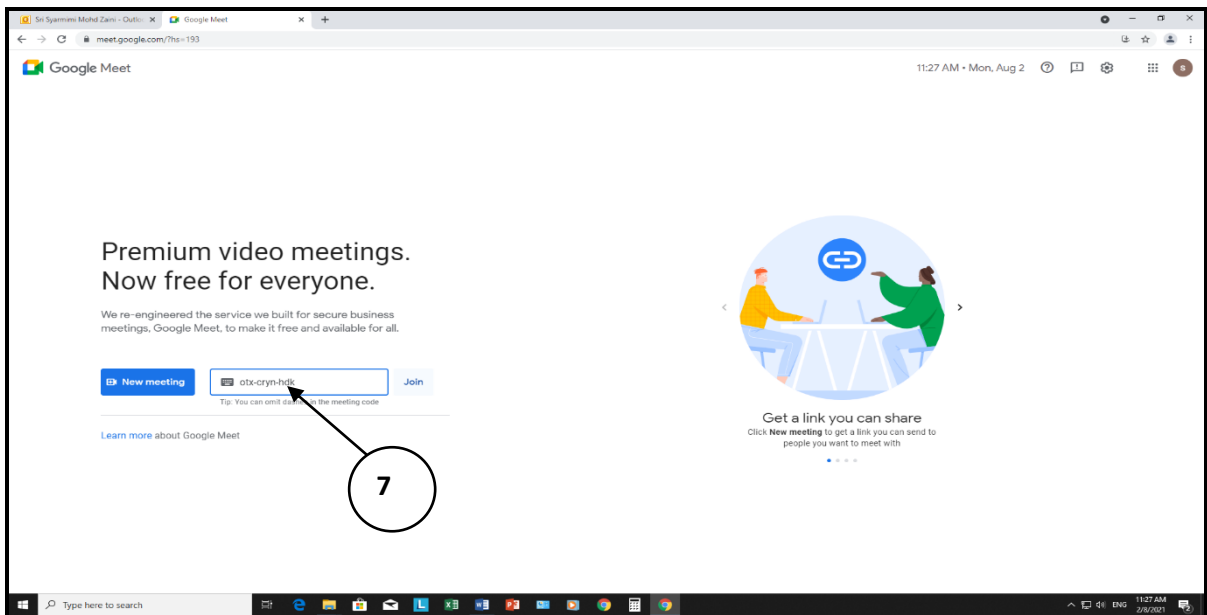 Sri Syarmimi Mohd Zaini - Outlo
Google Meet
meet.google.com/?hs=193
Google Meet
11:27 AM • Mon, Aug 2
s
Premium video meetings.
Now free for everyone.
We re-engineered the service we built for secure business
meetings, Google Meet, to make it free and available for all.
New meeting
otx-cryn-hdk
Join
Tip: You can omit dashes in the meeting code
Learn more about Google Meet
7
Get a link you can share
Click New meeting to get a link you can send to
people you want to meet with
Type here to search
ENG
11:27 AM
2/8/2021